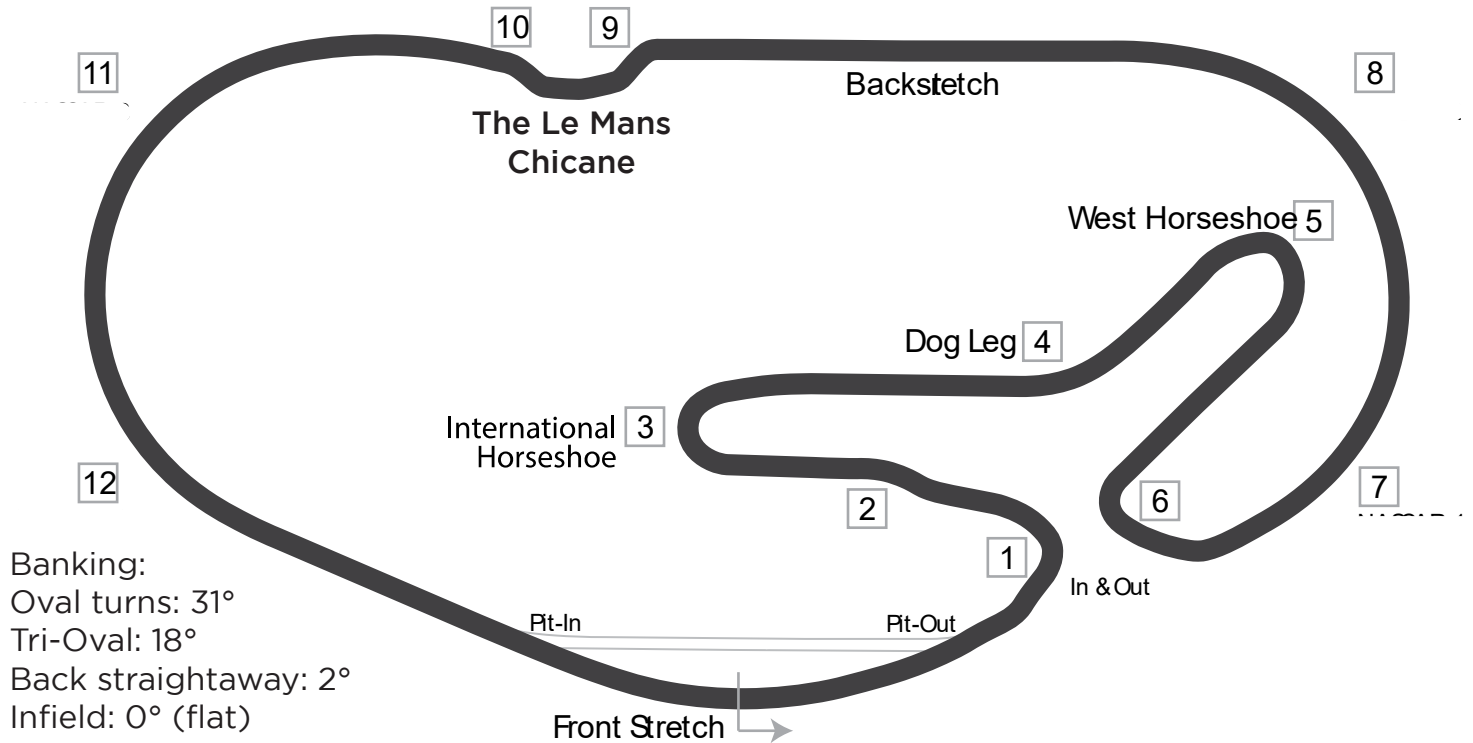 10
9
11
8
Backstretch
The Le Mans
Chicane
West Horseshoe
5
Dog Leg
4
International
Horseshoe
3
12
7
6
2
1
Banking:
Oval turns: 31°
Tri-Oval: 18°
Back straightaway: 2°
Infield: 0° (flat)
In & Out
Pit-In
Pit-Out
Front Stretch